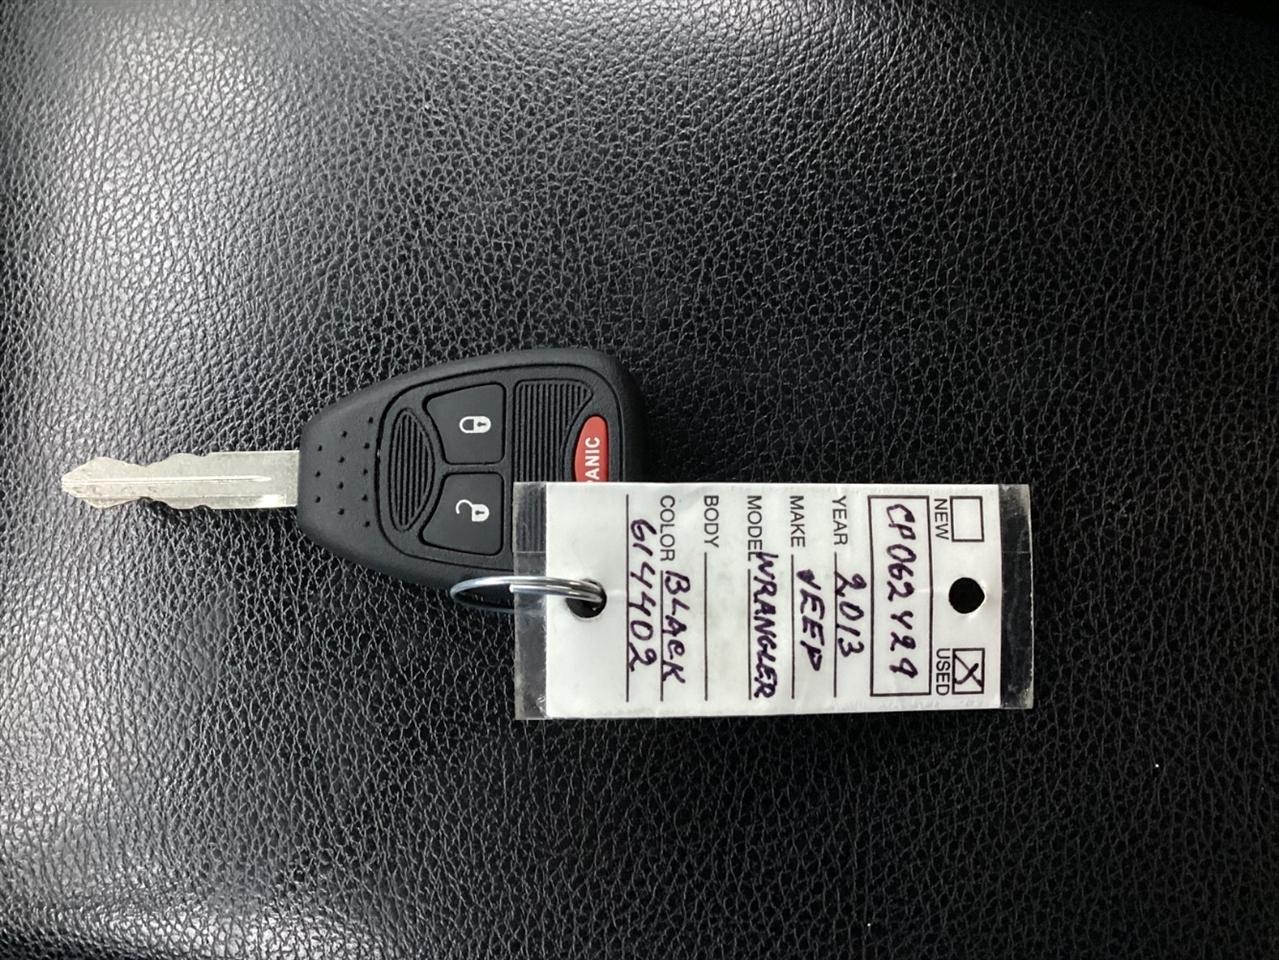 NEW USED
CP062429
YEAR 2013
MAKE JEEP
MODEL WRANGLER
BODY
COLOR BLACK
614402
PANIC